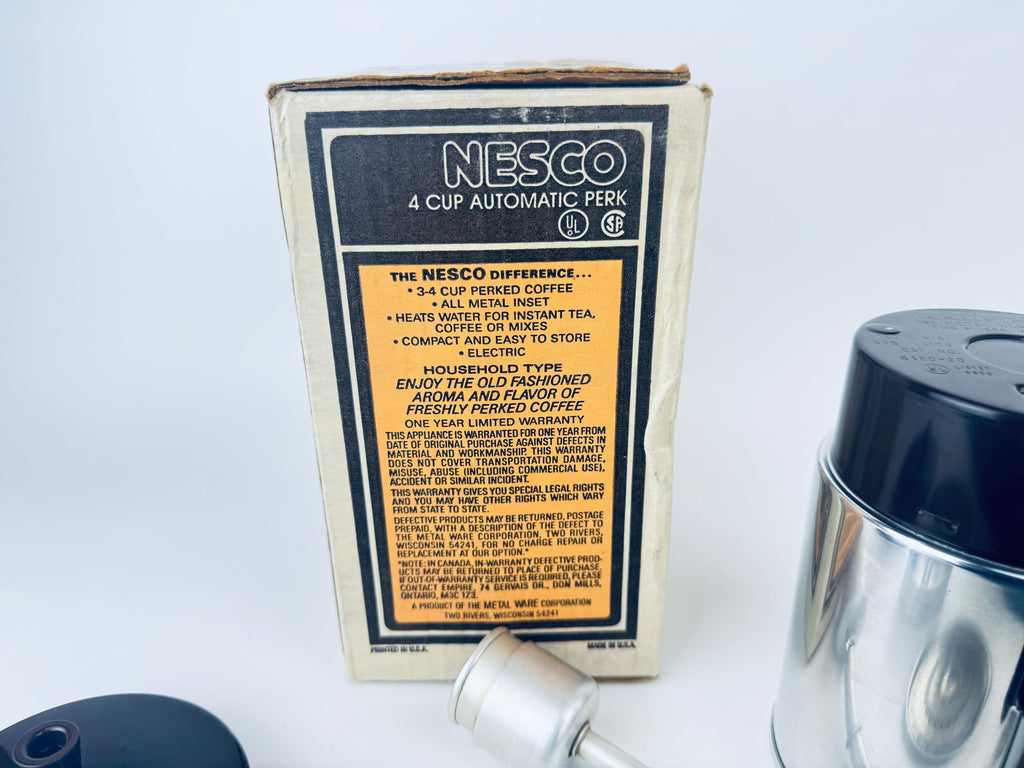 NESCO
4 CUP AUTOMATIC PERK
UL
THE NESCO DIFFERENCE...
• 3-4 CUP PERKED COFFEE
• ALL METAL INSET
• HEATS WATER FOR INSTANT TEA,
COFFEE OR MIXES
• COMPACT AND EASY TO STORE
• ELECTRIC
HOUSEHOLD TYPE
ENJOY THE OLD FASHIONED
AROMA AND FLAVOR OF
FRESHLY PERKED COFFEE
ONE YEAR LIMITED WARRANTY
THIS APPLIANCE IS WARRANTED FOR ONE YEAR FROM
DATE OF ORIGINAL PURCHASE AGAINST DEFECTS IN
MATERIAL AND WORKMANSHIP. THIS WARRANTY
DOES NOT COVER TRANSPORTATION DAMAGE,
MISUSE, ABUSE (INCLUDING COMMERCIAL USE),
ACCIDENT OR SIMILAR INCIDENT.
THIS WARRANTY GIVES YOU SPECIAL LEGAL RIGHTS
AND YOU MAY HAVE OTHER RIGHTS WHICH VARY
FROM STATE TO STATE.
DEFECTIVE PRODUCTS MAY BE RETURNED, POSTAGE
PREPAID, WITH A DESCRIPTION OF THE DEFECT TO
THE METAL WARE CORPORATION, TWO RIVERS,
WISCONSIN 54241, FOR NO CHARGE REPAIR OR
REPLACEMENT AT OUR OPTION.*
*NOTE: IN CANADA, IN-WARRANTY DEFECTIVE PROD-
UCTS MAY BE RETURNED TO PLACE OF PURCHASE.
IF OUT-OF-WARRANTY SERVICE IS REQUIRED, PLEASE
CONTACT EMPIRE, 74 GERVAIS DR., DON MILLS,
ONTARIO, M3C 1Z3.
A PRODUCT OF THE METAL WARE CORPORATION
TWO RIVERS, WISCONSIN 54241
PRINTED IN U.S.A.
MADE IN U.S.A.
CAT. NO.